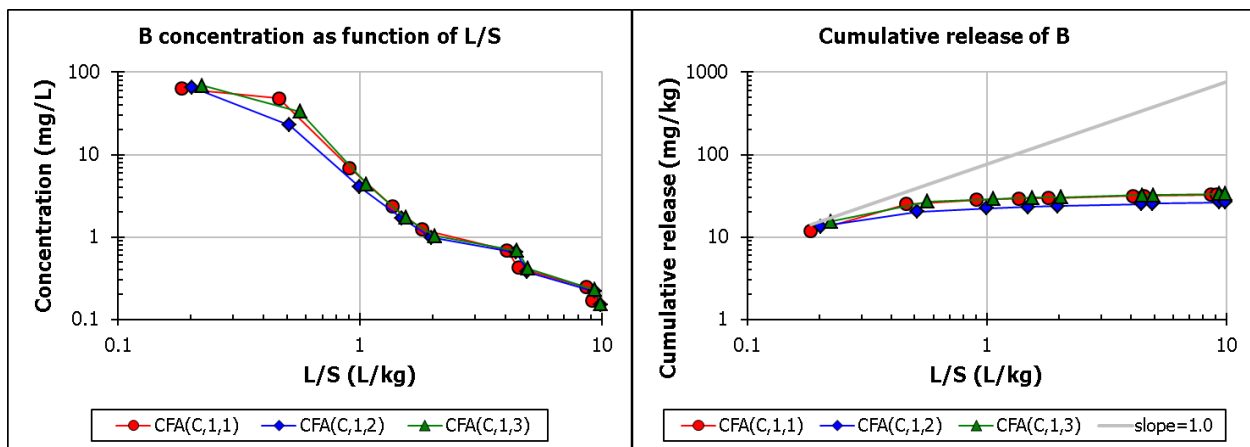 B concentration as function of L/S
Concentration (mg/L)
100
10
1
0.1
0.1
1
10
L/S (L/kg)
CFA(C,1,1)
CFA(C,1,2)
CFA(C,1,3)
Cumulative release of B
Cumulative release (mg/kg)
1000
100
10
1
0.1
1
10
L/S (L/kg)
CFA(C,1,1)
CFA(C,1,2)
CFA(C,1,3)
slope=1.0